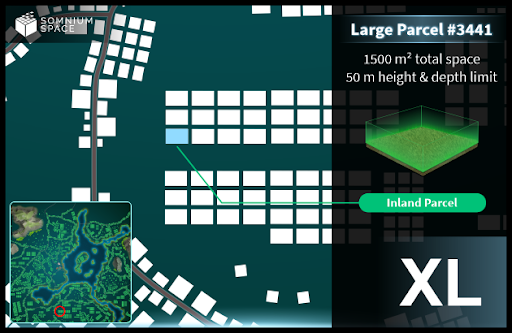 SOMNIUM
SPACE
Large Parcel #3441
1500 m² total space
50 m height & depth limit
Inland Parcel
XL